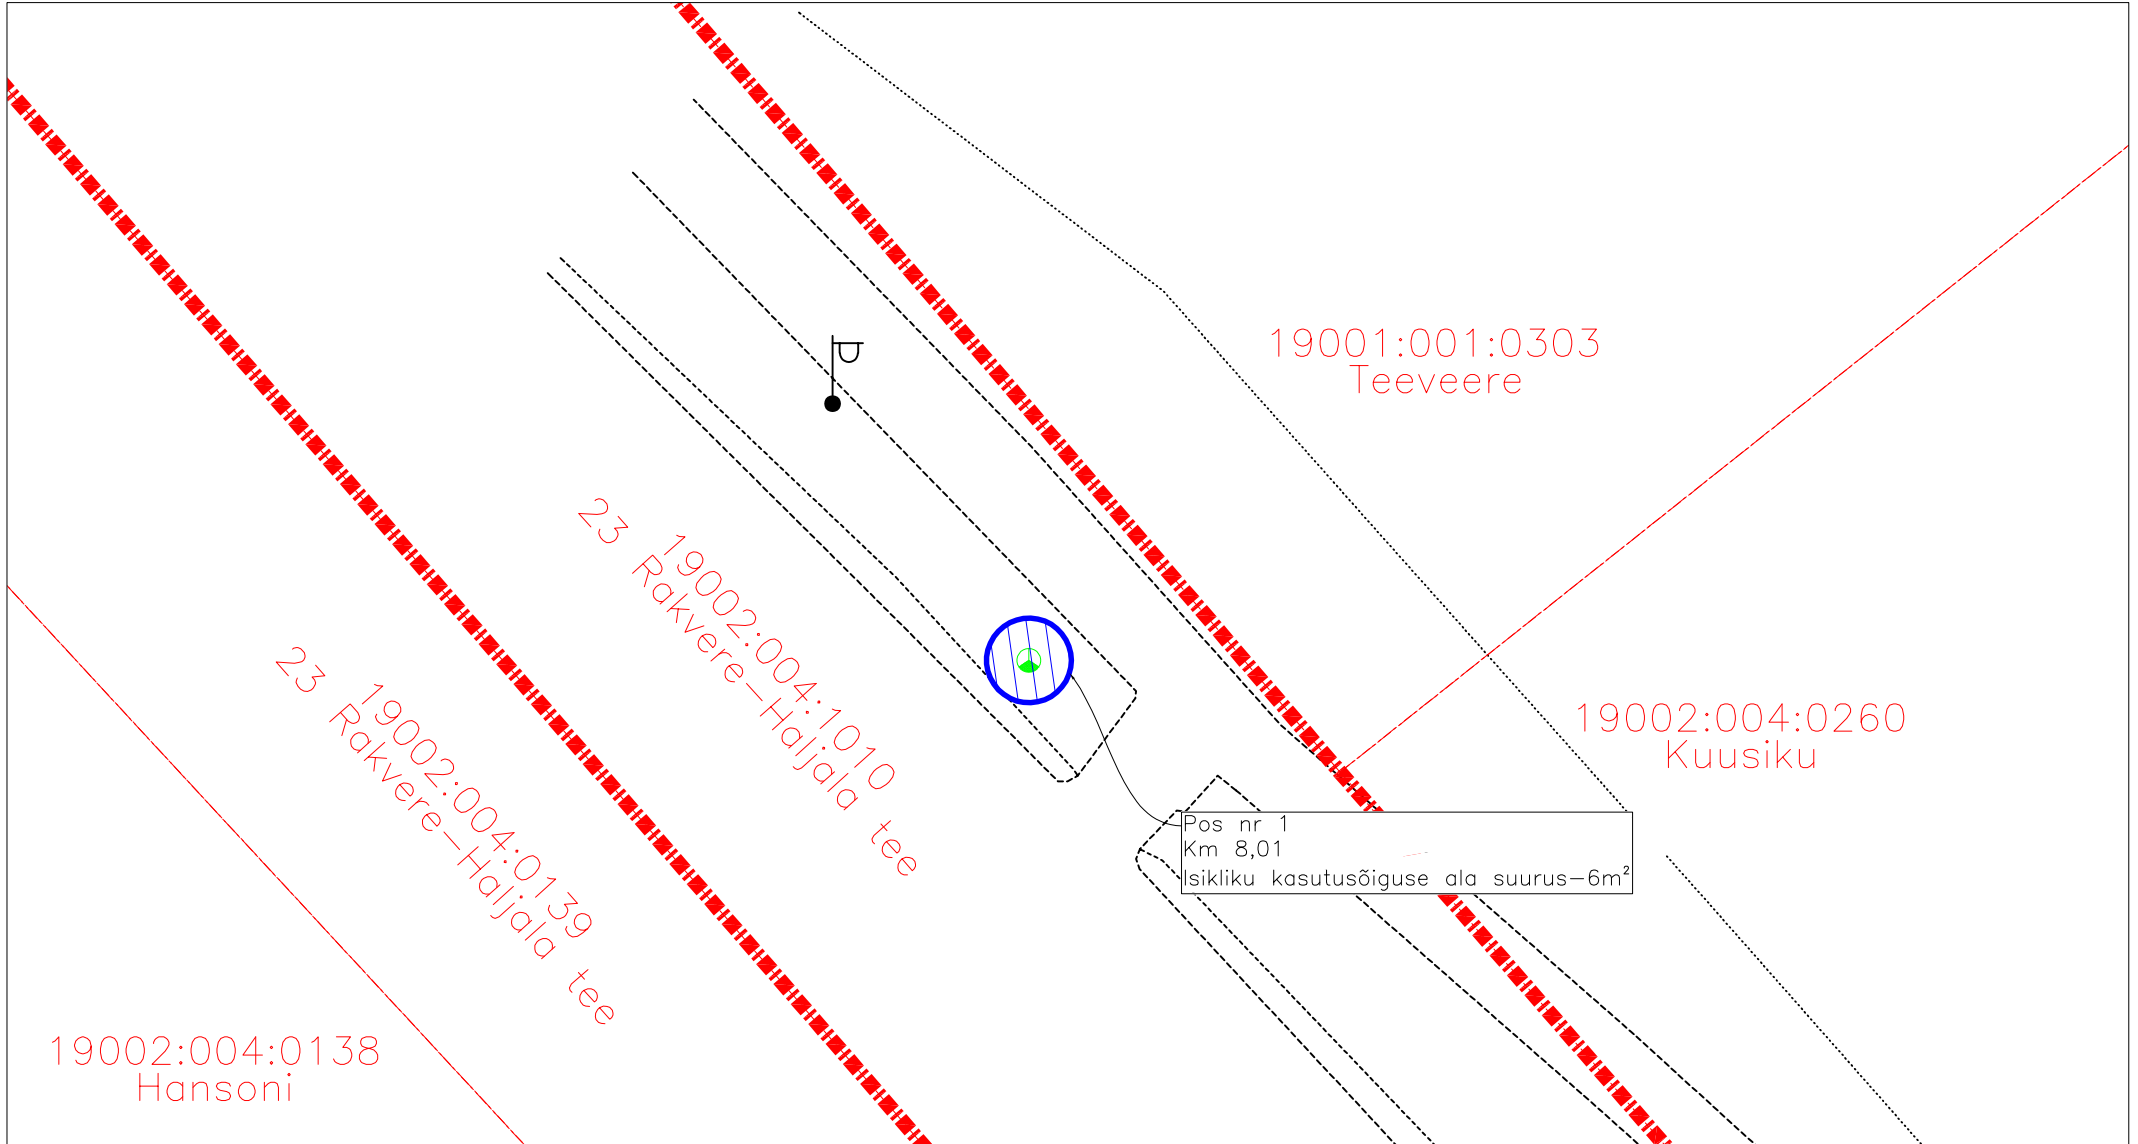 19001:001:0303
Teeveere
19002:004:1010
23 Rakvere-Haljala tee
19002:004:0139
23 Rakvere-Haljala tee
19002:004:0260
Kuusiku
Pos nr 1
Km 8,01
Isikliku kasutusõiguse ala suurus-6m²
19002:004:0138
Hansoni